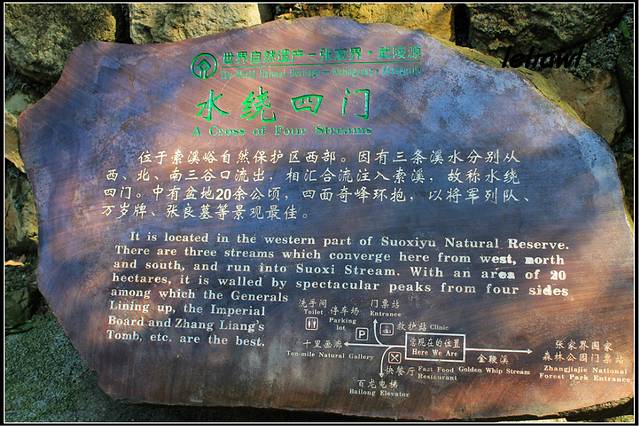 世界自然遗产－张家界·武陵源
The World Natural Heritage
水绕四门
A Cross of Four Streams
位于索溪峪自然保护区西部。因有三条溪水分别从
西、北、南三谷口流出，相汇合流注入索溪，故称水绕
四门。中有盆地20余公顷，四面奇峰环抱，以将军列队、
万岁牌、张良墓等景观最佳。
It is located in the western part of Suoxiyu Natural Reserve.
There are three streams which converge here from west, north
and south, and run into Suoxi Stream. With an area of 20
hectares, it is walled by spectacular peaks from four sides
among which the Generals
Lining up, the Imperial
Board and Zhang Liang's
Tomb, etc. are the best.
洗手间
Toilet
停车场
Parking
lot
P
门票站
Entrance
救护站 Clinic
十里画廊
Ten-mile Natural Gallery
您现在的位置
Here We Are
快餐厅 Fast Food
Restaurant
金鞭溪
Golden Whip Stream
张家界国家
森林公园门票站
Zhangjiajie National
Forest Park Entrance
百龙电梯
Bailong Elevator